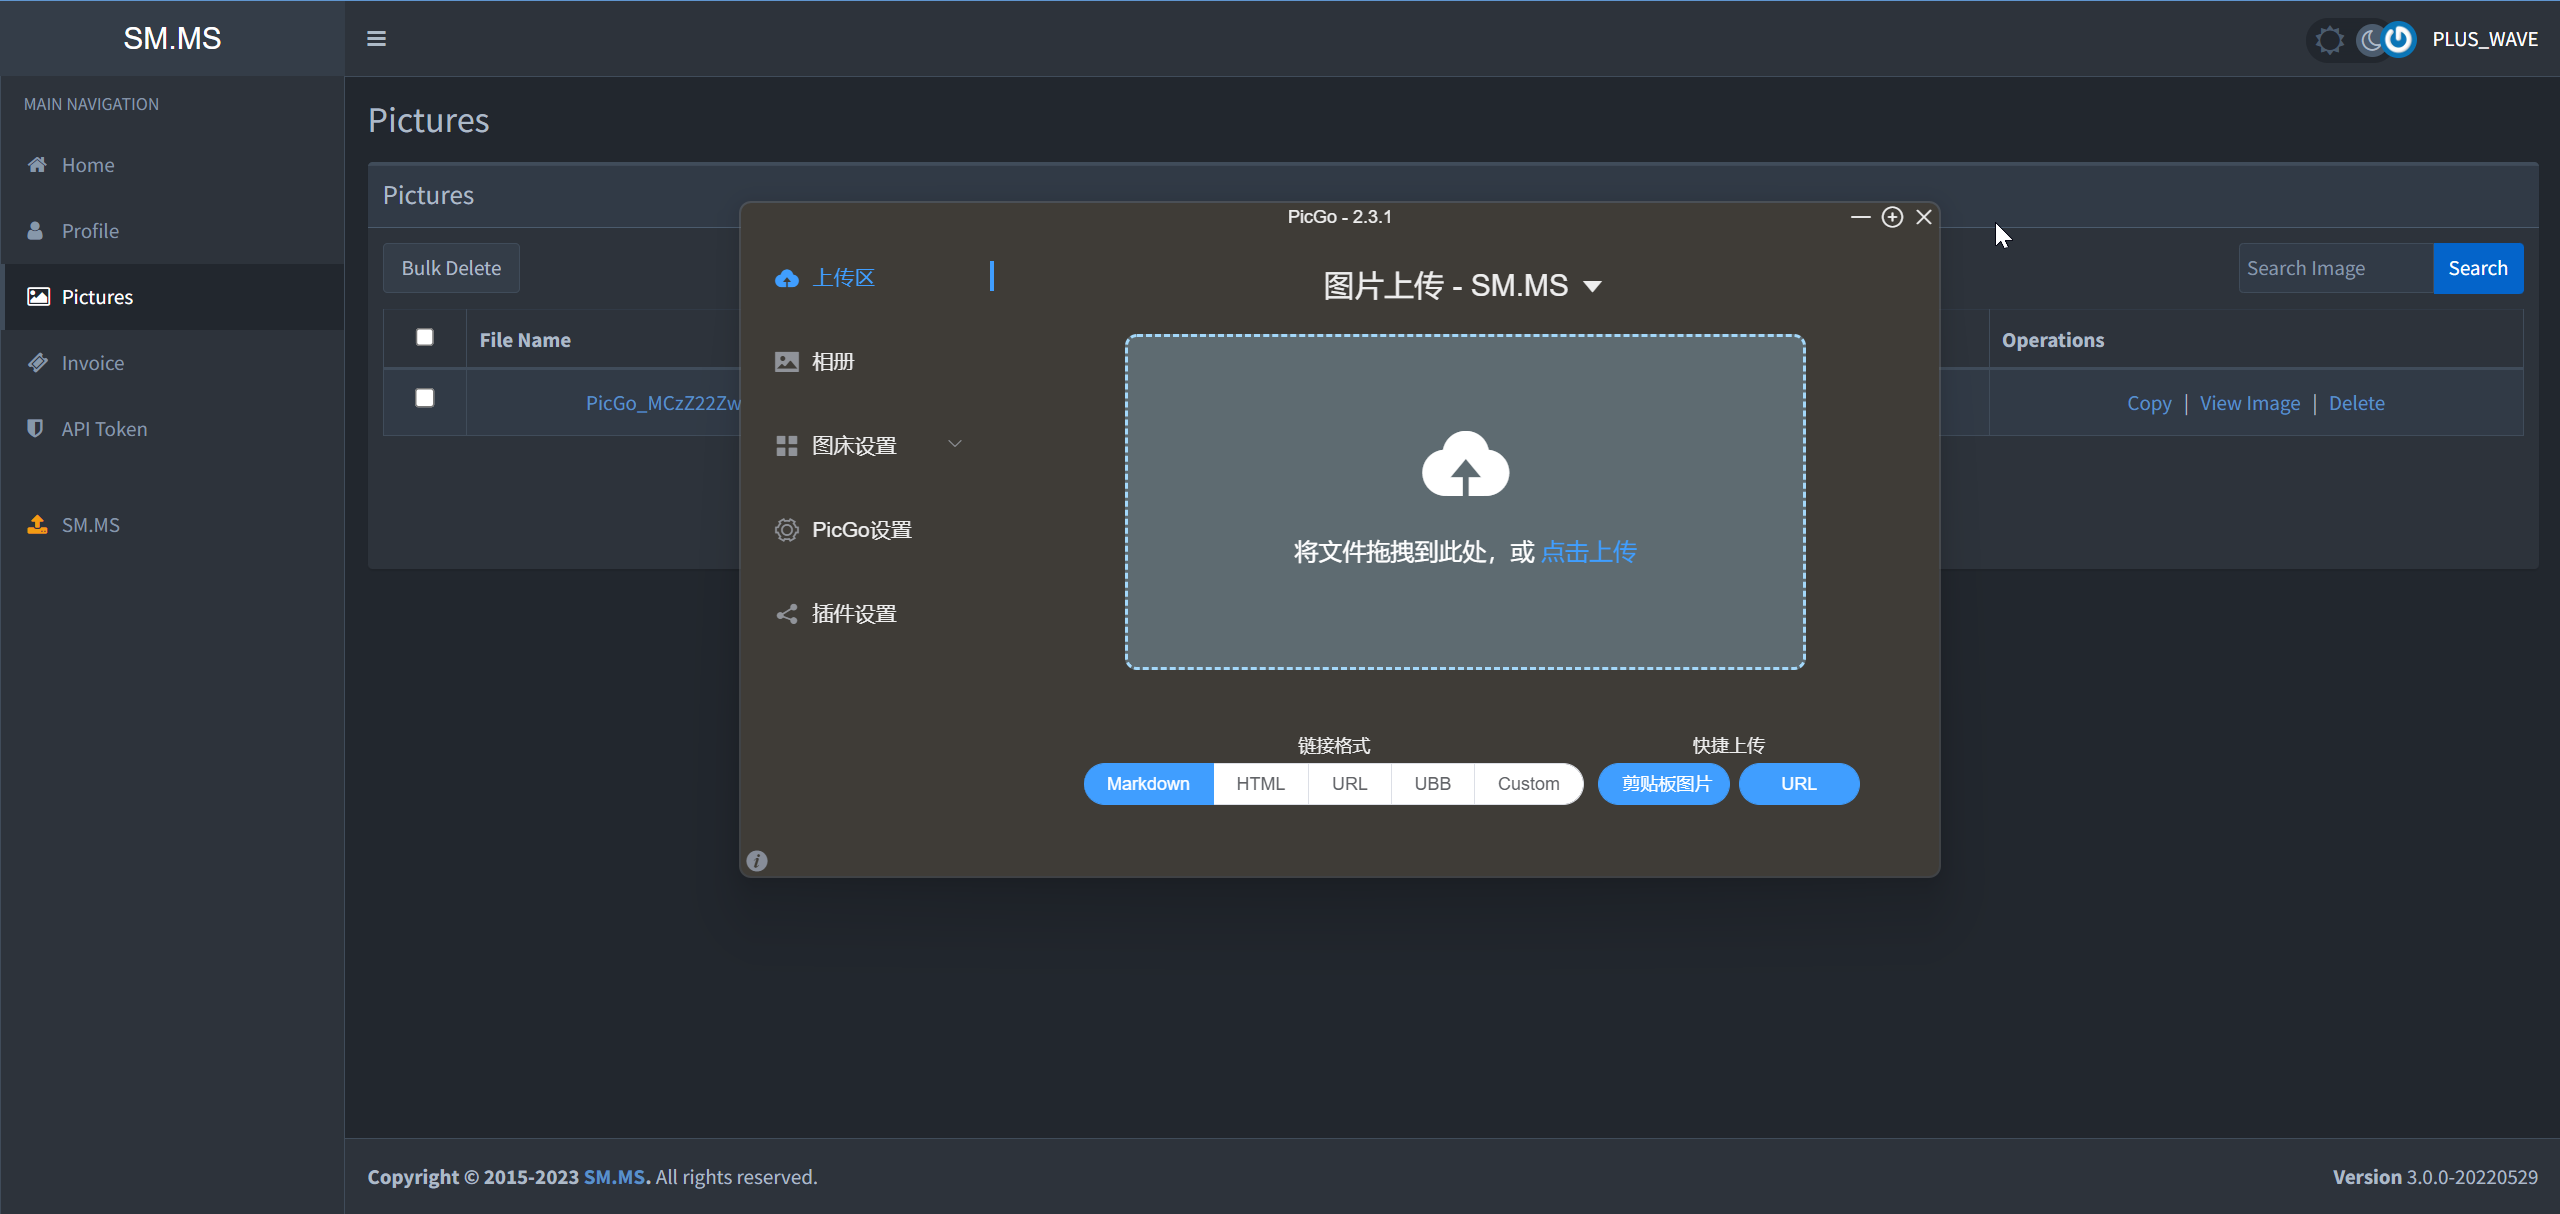 SM.MS
PLUS_WAVE
MAIN NAVIGATION
Home
Profile
Pictures
Invoice
API Token
SM.MS
Pictures
Pictures
Bulk Delete
Search Image
Search
File Name
Operations
PicGo_MCzZ22Zw
Copy | View Image | Delete
PicGo - 2.3.1
上传区
相册
图床设置
PicGo设置
插件设置
图片上传 - SM.MS
将文件拖拽到此处，或 点击上传
链接格式
快捷上传
Markdown HTML URL UBB Custom
剪贴板图片 URL
Copyright © 2015-2023 SM.MS. All rights reserved.
Version 3.0.0-20220529